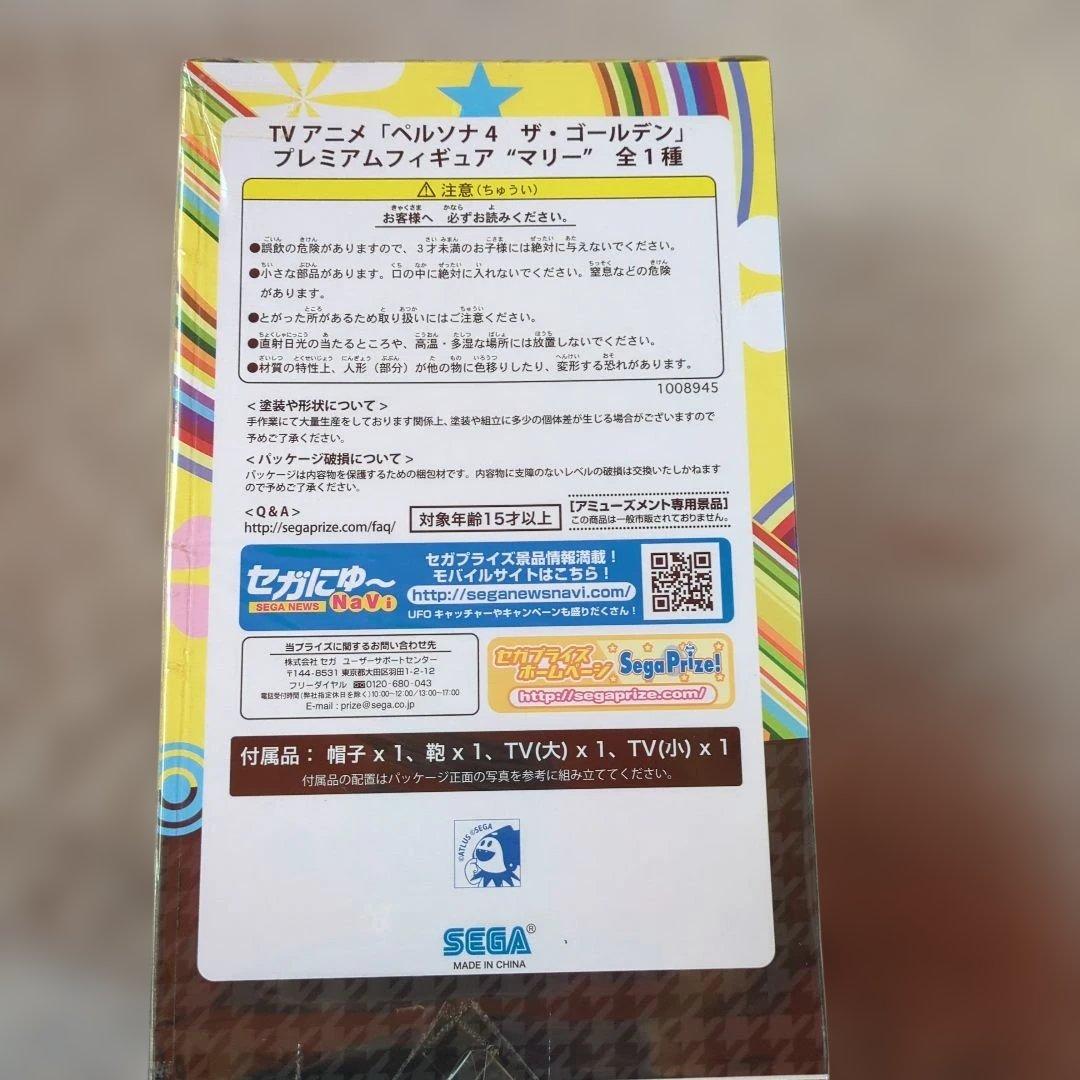 TV アニメ「ペルソナ4 ザ・ゴールデン」
プレミアムフィギュア “マリー” 全1種
⚠ 注意(ちゅうい)
お客様へ 必ずお読みください。
●誤飲の危険がありますので、3才未満のお子様には絶対に与えないでください。
●小さな部品があります。口の中に絶対に入れないでください。窒息などの危険
があります。
●とがった所があるため取り扱いにはご注意ください。
●直射日光の当たるところや、高温・多湿な場所には放置しないでください。
●材質の特性上、人形(部分)が他の物に色移りしたり、変形する恐れがあります。
1008945
<塗装や形状について>
手作業にて大量生産をしております関係上、塗装や組立に多少の個体差が生じる場合がございますので
予めご了承ください。
<パッケージ破損について>
パッケージは内容物を保護するための梱包材です。内容物に支障のないレベルの破損は交換いたしかねます
ので予めご了承ください。
<Q&A>
http://segaprize.com/faq/
対象年齢15才以上
[アミューズメント専用景品]
この商品は一般市販されておりません。
セガにゅ〜
SEGA NEWS NaVi
セガプライズ景品情報満載!
モバイルサイトはこちら!
http://seganewsnavi.com/
UFOキャッチャーやキャンペーンも盛りだくさん!
当プライズに関するお問い合わせ先
株式会社 セガ ユーザーサポートセンター
〒144-8531 東京都大田区羽田1-2-12
フリーダイヤル 0120-680-043
電話受付時間(弊社指定休日を除く)10:00~12:00/13:00~17:00
E-mail : prize@sega.co.jp
セガプライズ
ホームページ
SegaPrize!
http://segaprize.com/
付属品: 帽子 x 1、鞄 x 1、TV(大) x 1、TV(小) x 1
付属品の配置はパッケージ正面の写真を参考に組み立ててください。
©ATLUS ©SEGA
SEGA®
MADE IN CHINA